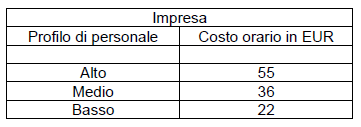 Impresa
Profilo di personale Costo orario in EUR
Alto 55
Medio 36
Basso 22